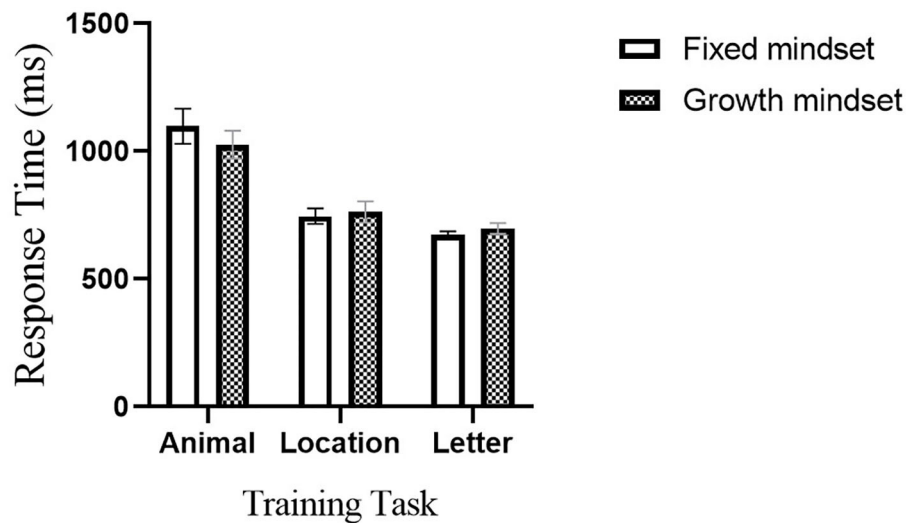 1500
1000
500
0
Response Time (ms)
Animal Location Letter
Training Task
Fixed mindset
Growth mindset